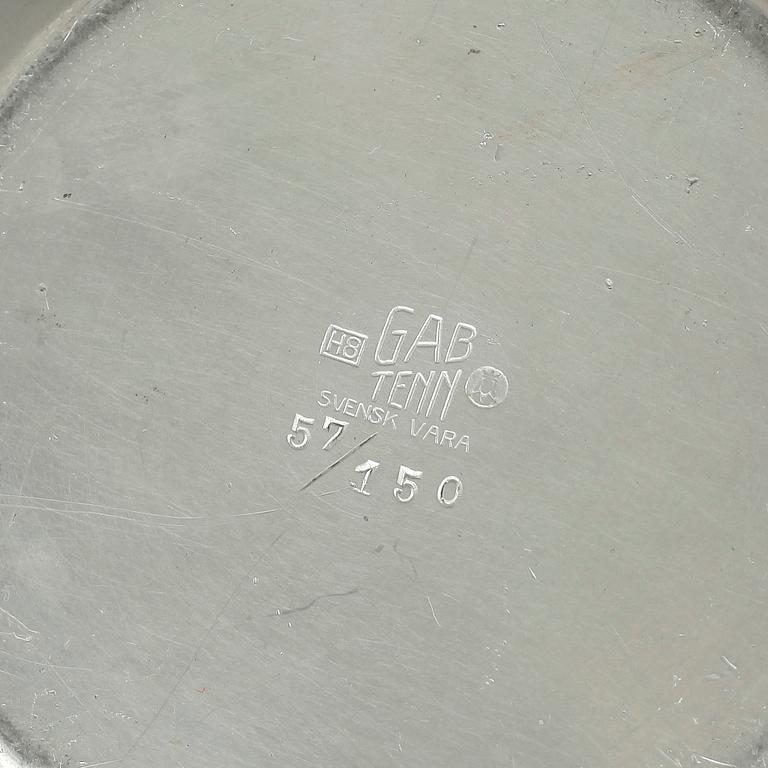 H8 GAB
TENN
SVENSK VARA
57/150